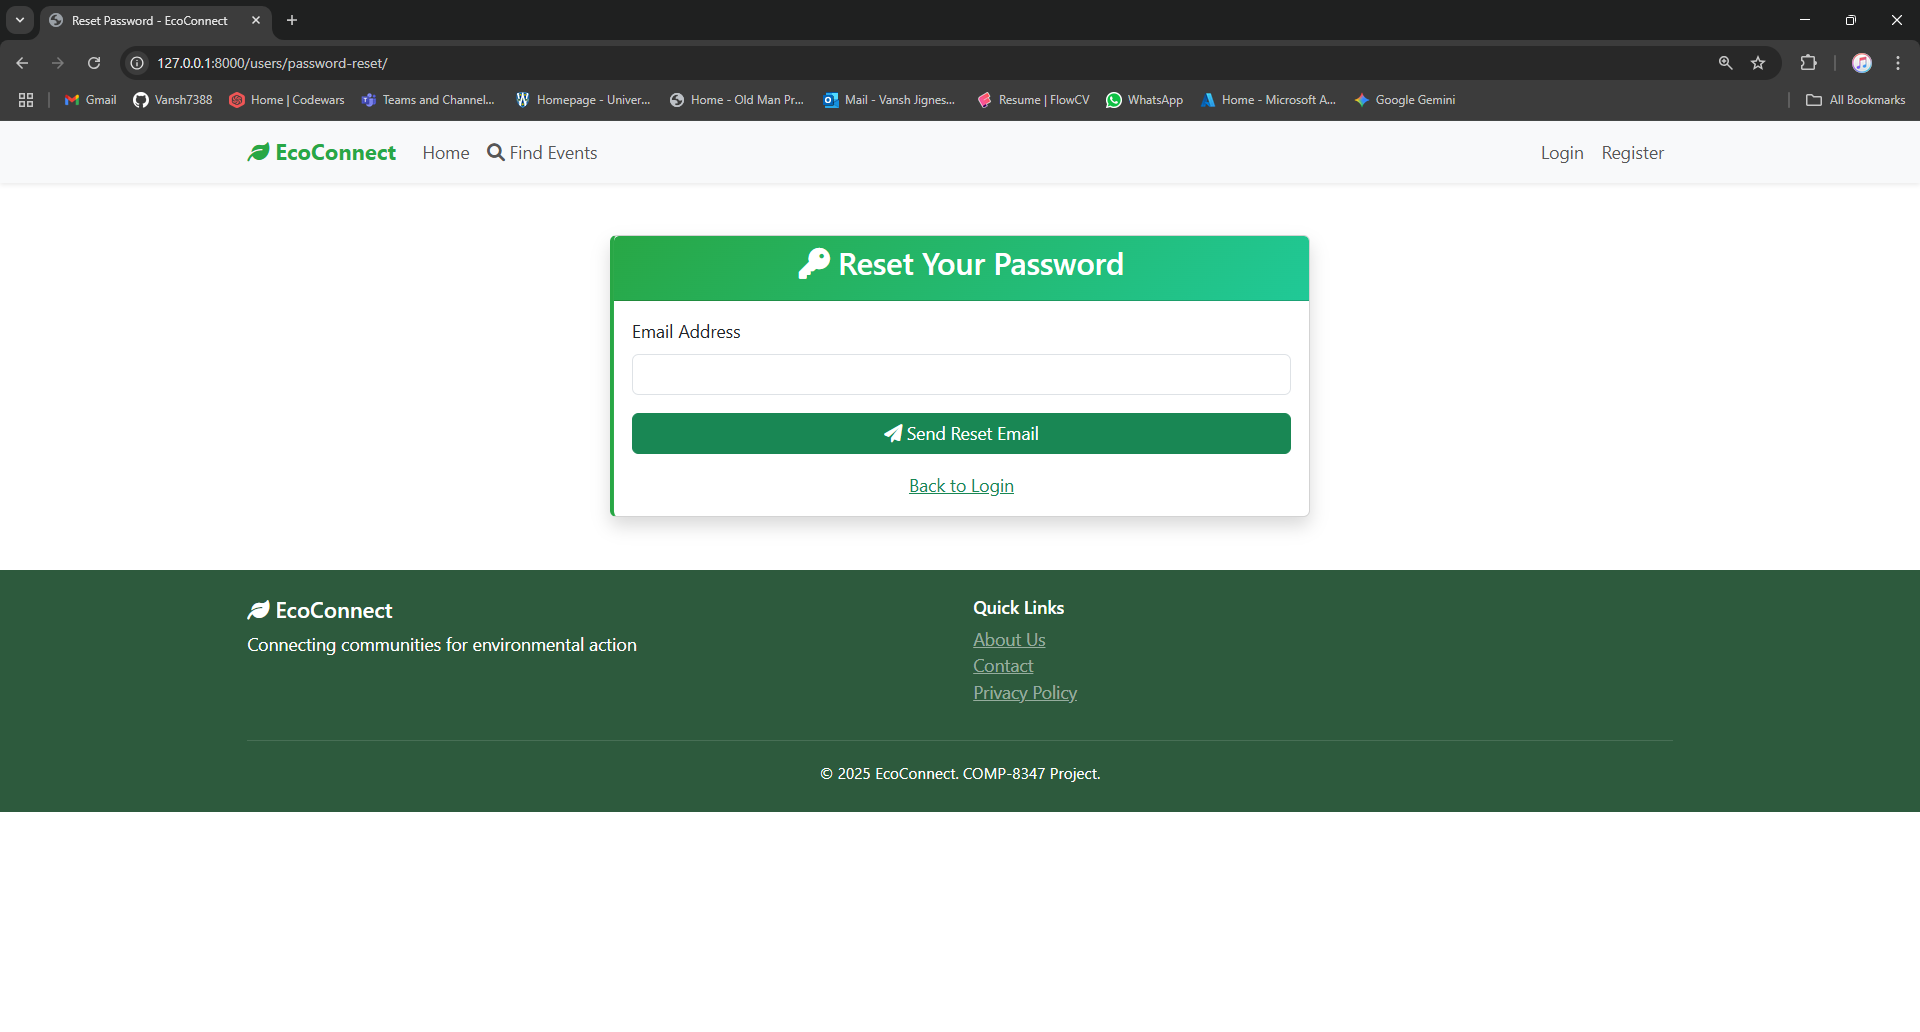 Reset Password - EcoConnect
127.0.0.1:8000/users/password-reset/
Gmail
Vansh7388
Home | Codewars
Teams and Channel...
Homepage - Univer...
Home - Old Man Pr...
Mail - Vansh Jignes...
Resume | FlowCV
WhatsApp
Home - Microsoft A...
Google Gemini
All Bookmarks
EcoConnect
Home
Find Events
Login
Register
Reset Your Password
Email Address
Send Reset Email
Back to Login
EcoConnect
Connecting communities for environmental action
Quick Links
About Us
Contact
Privacy Policy
© 2025 EcoConnect. COMP-8347 Project.